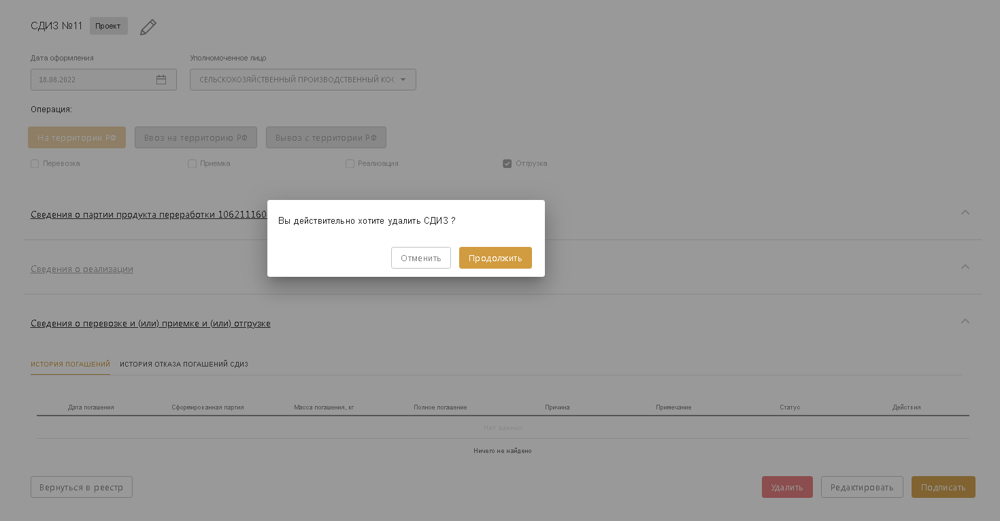 СДИЗ №11 Проект
Дата оформления Уполномоченное лицо
18.08.2022 СЕЛЬСКОХОЗЯЙСТВЕННЫЙ ПРОИЗВОДСТВЕННЫЙ КОО
Операция:
На территории РФ Ввоз на территорию РФ Вывоз с территории РФ
Перевозка Приемка Реализация Отгрузка
Сведения о партии продукта переработки 106211160
Вы действительно хотите удалить СДИЗ ?
Отменить Продолжить
Сведения о реализации
Сведения о перевозке и (или) приемке и (или) отгрузке
ИСТОРИЯ ПОГАШЕНИЙ ИСТОРИЯ ОТКАЗА ПОГАШЕНИЙ СДИЗ
Дата погашения Сформированная партия Масса погашения, кг Полное погашение Причина Примечание Статус Действия
Нет данных
Ничего не найдено
Вернуться в реестр Удалить Редактировать Подписать